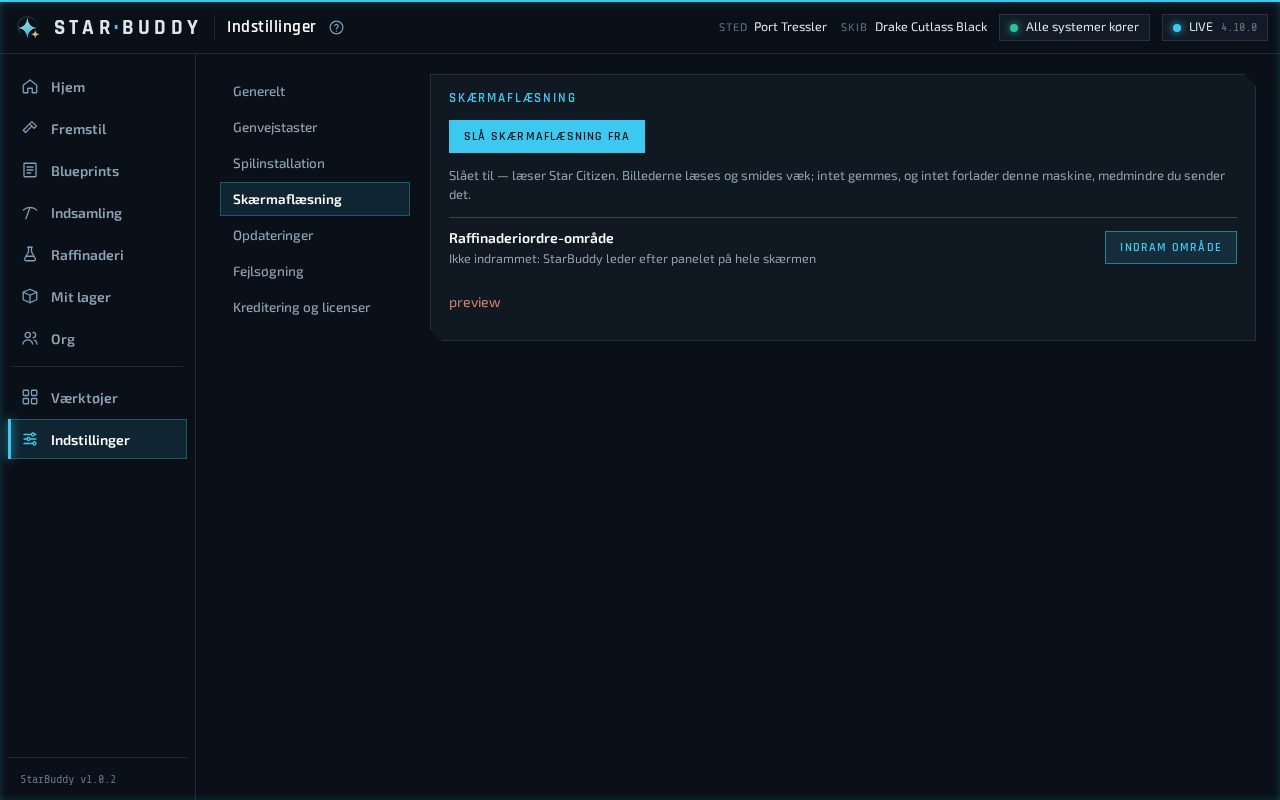 STAR·BUDDY
Indstillinger
STED Port Tressler SKIB Drake Cutlass Black
Alle systemer kører
LIVE 4.10.0
Hjem
Fremstil
Blueprints
Indsamling
Raffinaderi
Mit lager
Org
Værktøjer
Indstillinger
StarBuddy v1.0.2
Generelt
Genvejstaster
Spilinstallation
Skærmaflæsning
Opdateringer
Fejlsøgning
Kreditering og licenser
SKÆRMAFLÆSNING
SLÅ SKÆRMAFLÆSNING FRA
Slået til — læser Star Citizen. Billederne læses og smides væk; intet gemmes, og intet forlader denne maskine, medmindre du sender
det.
Raffinaderiordre-område
Ikke indrammet: StarBuddy leder efter panelet på hele skærmen
INDRAM OMRÅDE
preview